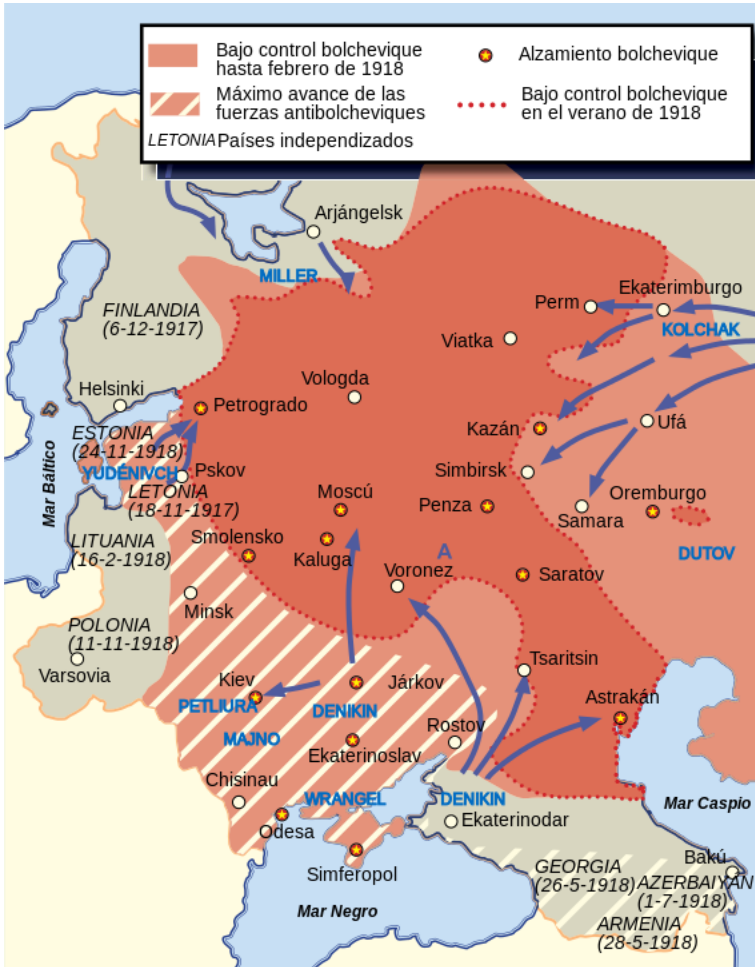 Bajo control bolchevique
hasta febrero de 1918
Alzamiento bolchevique
Máximo avance de las
fuerzas antibolcheviques
Bajo control bolchevique
en el verano de 1918
LETONIA Países independizados
Arjángelsk
MILLER
Ekaterimburgo
Perm
KOLCHAK
FINLANDIA
(6-12-1917)
Viatka
Vologda
Helsinki
Petrogrado
Kazán
Ufá
ESTONIA
(24-11-1918)
YUDÉNIVCH
Pskov
Simbirsk
Mar Báltico
LETONIA
(18-11-1917)
Moscú
Penza
Samara
Oremburgo
LITUANIA
(16-2-1918)
Smolensko
Kaluga
A
DUTOV
Voronez
Saratov
Minsk
POLONIA
(11-11-1918)
Varsovia
Tsaritsin
Kiev
PETLIURA
Járkov
DENIKIN
Astrakán
MAJNO
Rostov
Ekaterinoslav
Chisinau
WRANGEL
DENIKIN
Mar Caspio
Odesa
Ekaterinodar
Simferopol
GEORGIA
(26-5-1918)
Bakú
AZERBAIYÁN
(1-7-1918)
Mar Negro
ARMENIA
(28-5-1918)